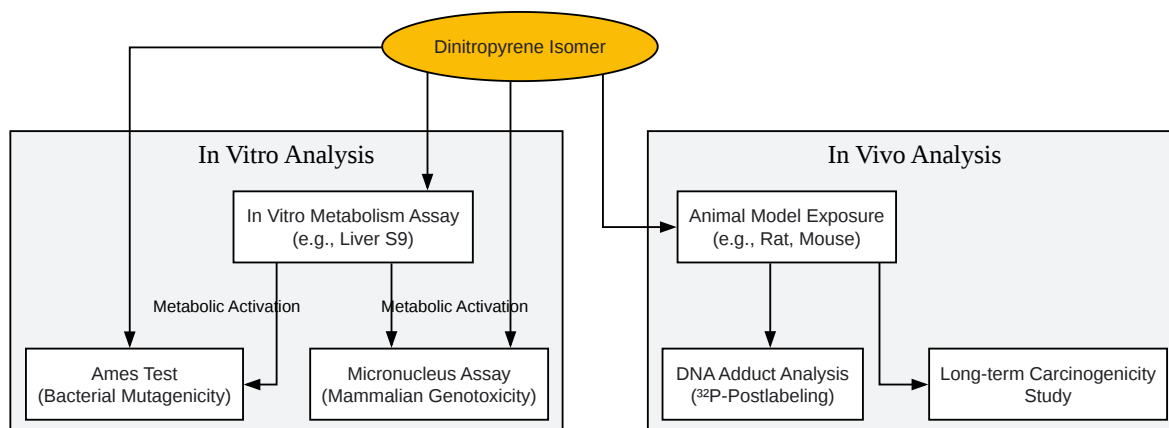 Dinitropyrene Isomer
In Vitro Analysis
In Vivo Analysis
In Vitro Metabolism Assay
(e.g., Liver S9)
Animal Model Exposure
(e.g., Rat, Mouse)
Metabolic Activation
Metabolic Activation
Ames Test
(Bacterial Mutagenicity)
Micronucleus Assay
(Mammalian Genotoxicity)
DNA Adduct Analysis
(³²P-Postlabeling)
Long-term Carcinogenicity
Study